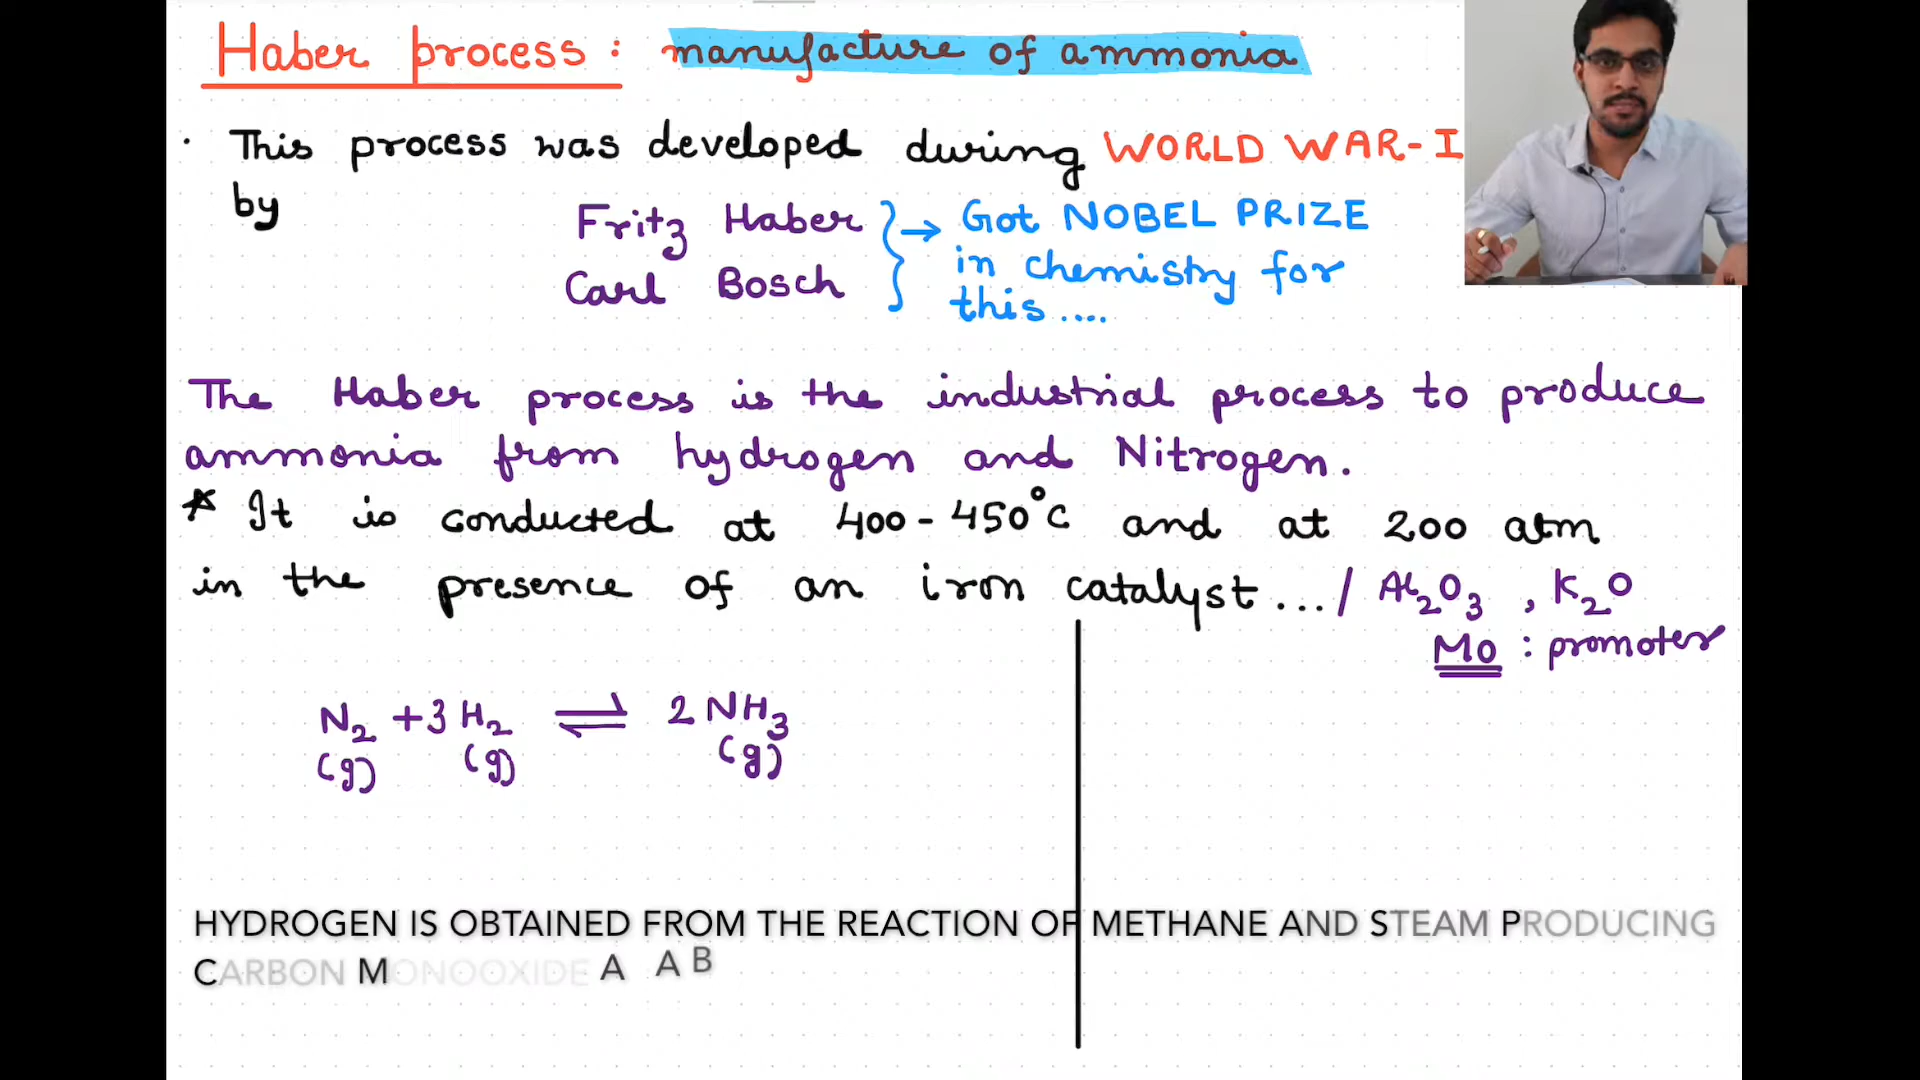 Haber process : manufacture of ammonia
· This process was developed during WORLD WAR-I
by
Fritz Haber
Carl Bosch
→ Got NOBEL PRIZE
in chemistry for
this ....
The Haber process is the industrial process to produce
ammonia from hydrogen and Nitrogen.
* It is conducted at 400 - 450°C and at 200 atm
in the presence of an iron catalyst ... / Al₂O₃ , K₂O
Mo : promoter
N₂ + 3 H₂ ⇌ 2 NH₃
(g) (g) (g)
HYDROGEN IS OBTAINED FROM THE REACTION OF METHANE AND STEAM PRODUCING
CARBON MONOOXIDE A A B